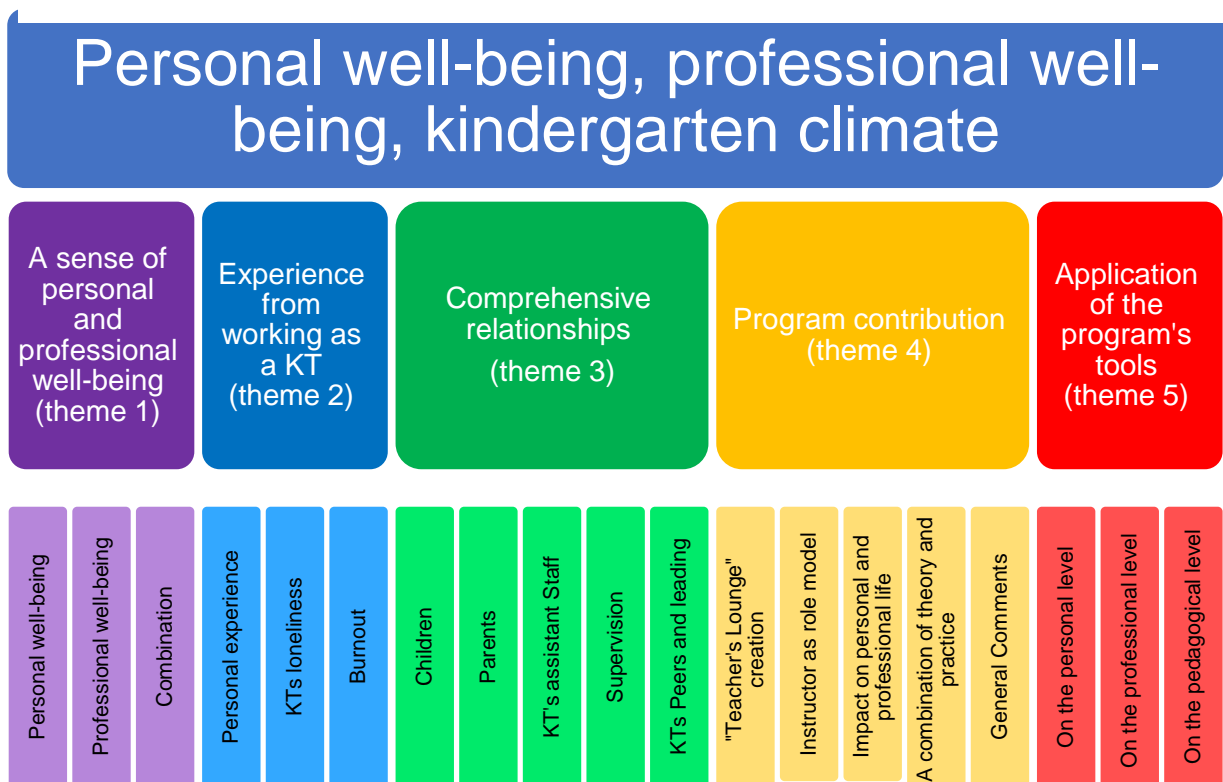 Personal well-being, professional well-
being, kindergarten climate
A sense of
personal
and
professional
well-being
(theme 1)
Experience
from
working as
a KT
(theme 2)
Comprehensive
relationships
(theme 3)
Program contribution
(theme 4)
Application
of the
program's
tools
(theme 5)
Personal well-being
Professional well-being
Combination
Personal experience
KTs loneliness
Burnout
Children
Parents
KT's assistant Staff
Supervision
KTs Peers and leading
"Teacher's Lounge"
creation
Instructor as role model
Impact on personal and
professional life
A combination of theory and
practice
General Comments
On the personal level
On the professional level
On the pedagogical level